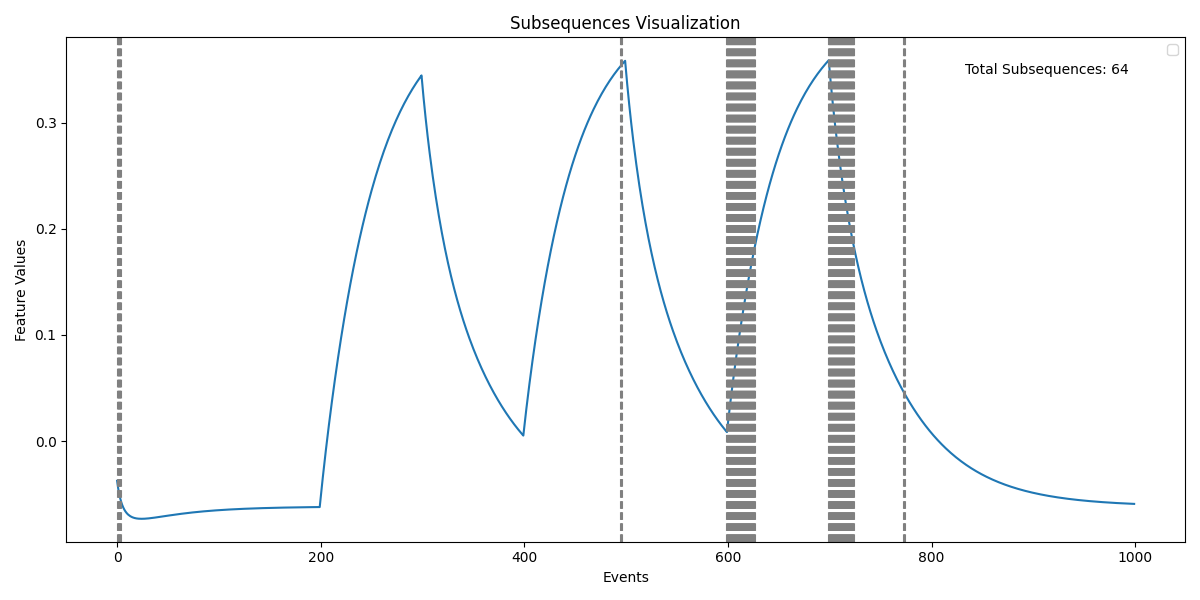 Subsequences Visualization
Total Subsequences: 64
Feature Values
0.3
0.2
0.1
0.0
0
200
400
600
800
1000
Events